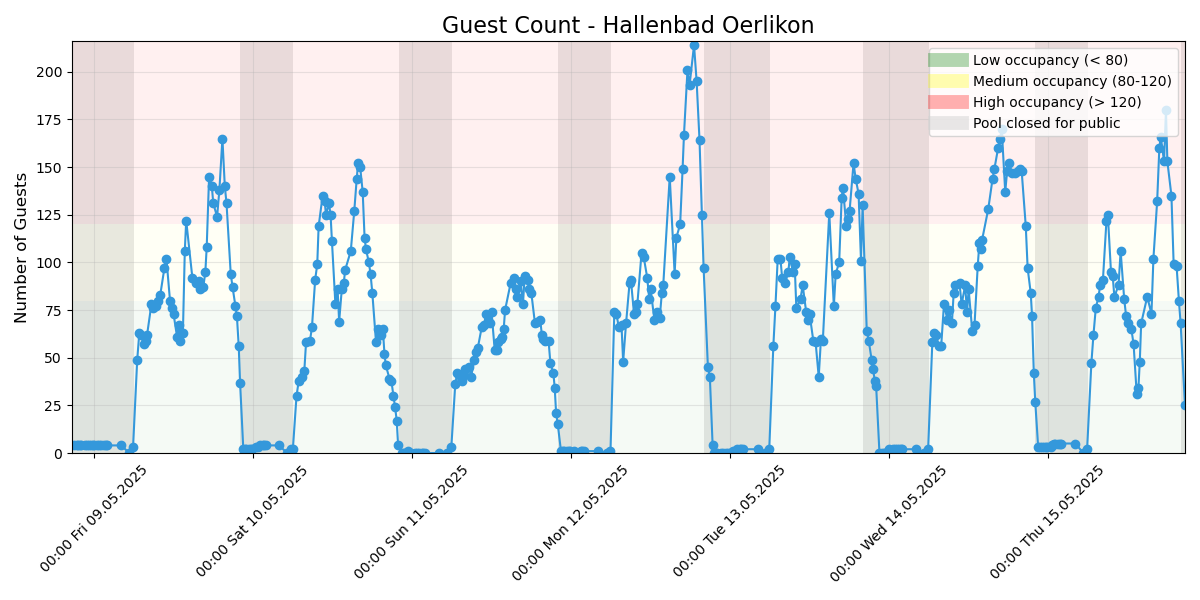 Guest Count - Hallenbad Oerlikon
Number of Guests
200
175
150
125
100
75
50
25
0
Low occupancy (< 80)
Medium occupancy (80-120)
High occupancy (> 120)
Pool closed for public
00:00 Fri 09.05.2025
00:00 Sat 10.05.2025
00:00 Sun 11.05.2025
00:00 Mon 12.05.2025
00:00 Tue 13.05.2025
00:00 Wed 14.05.2025
00:00 Thu 15.05.2025